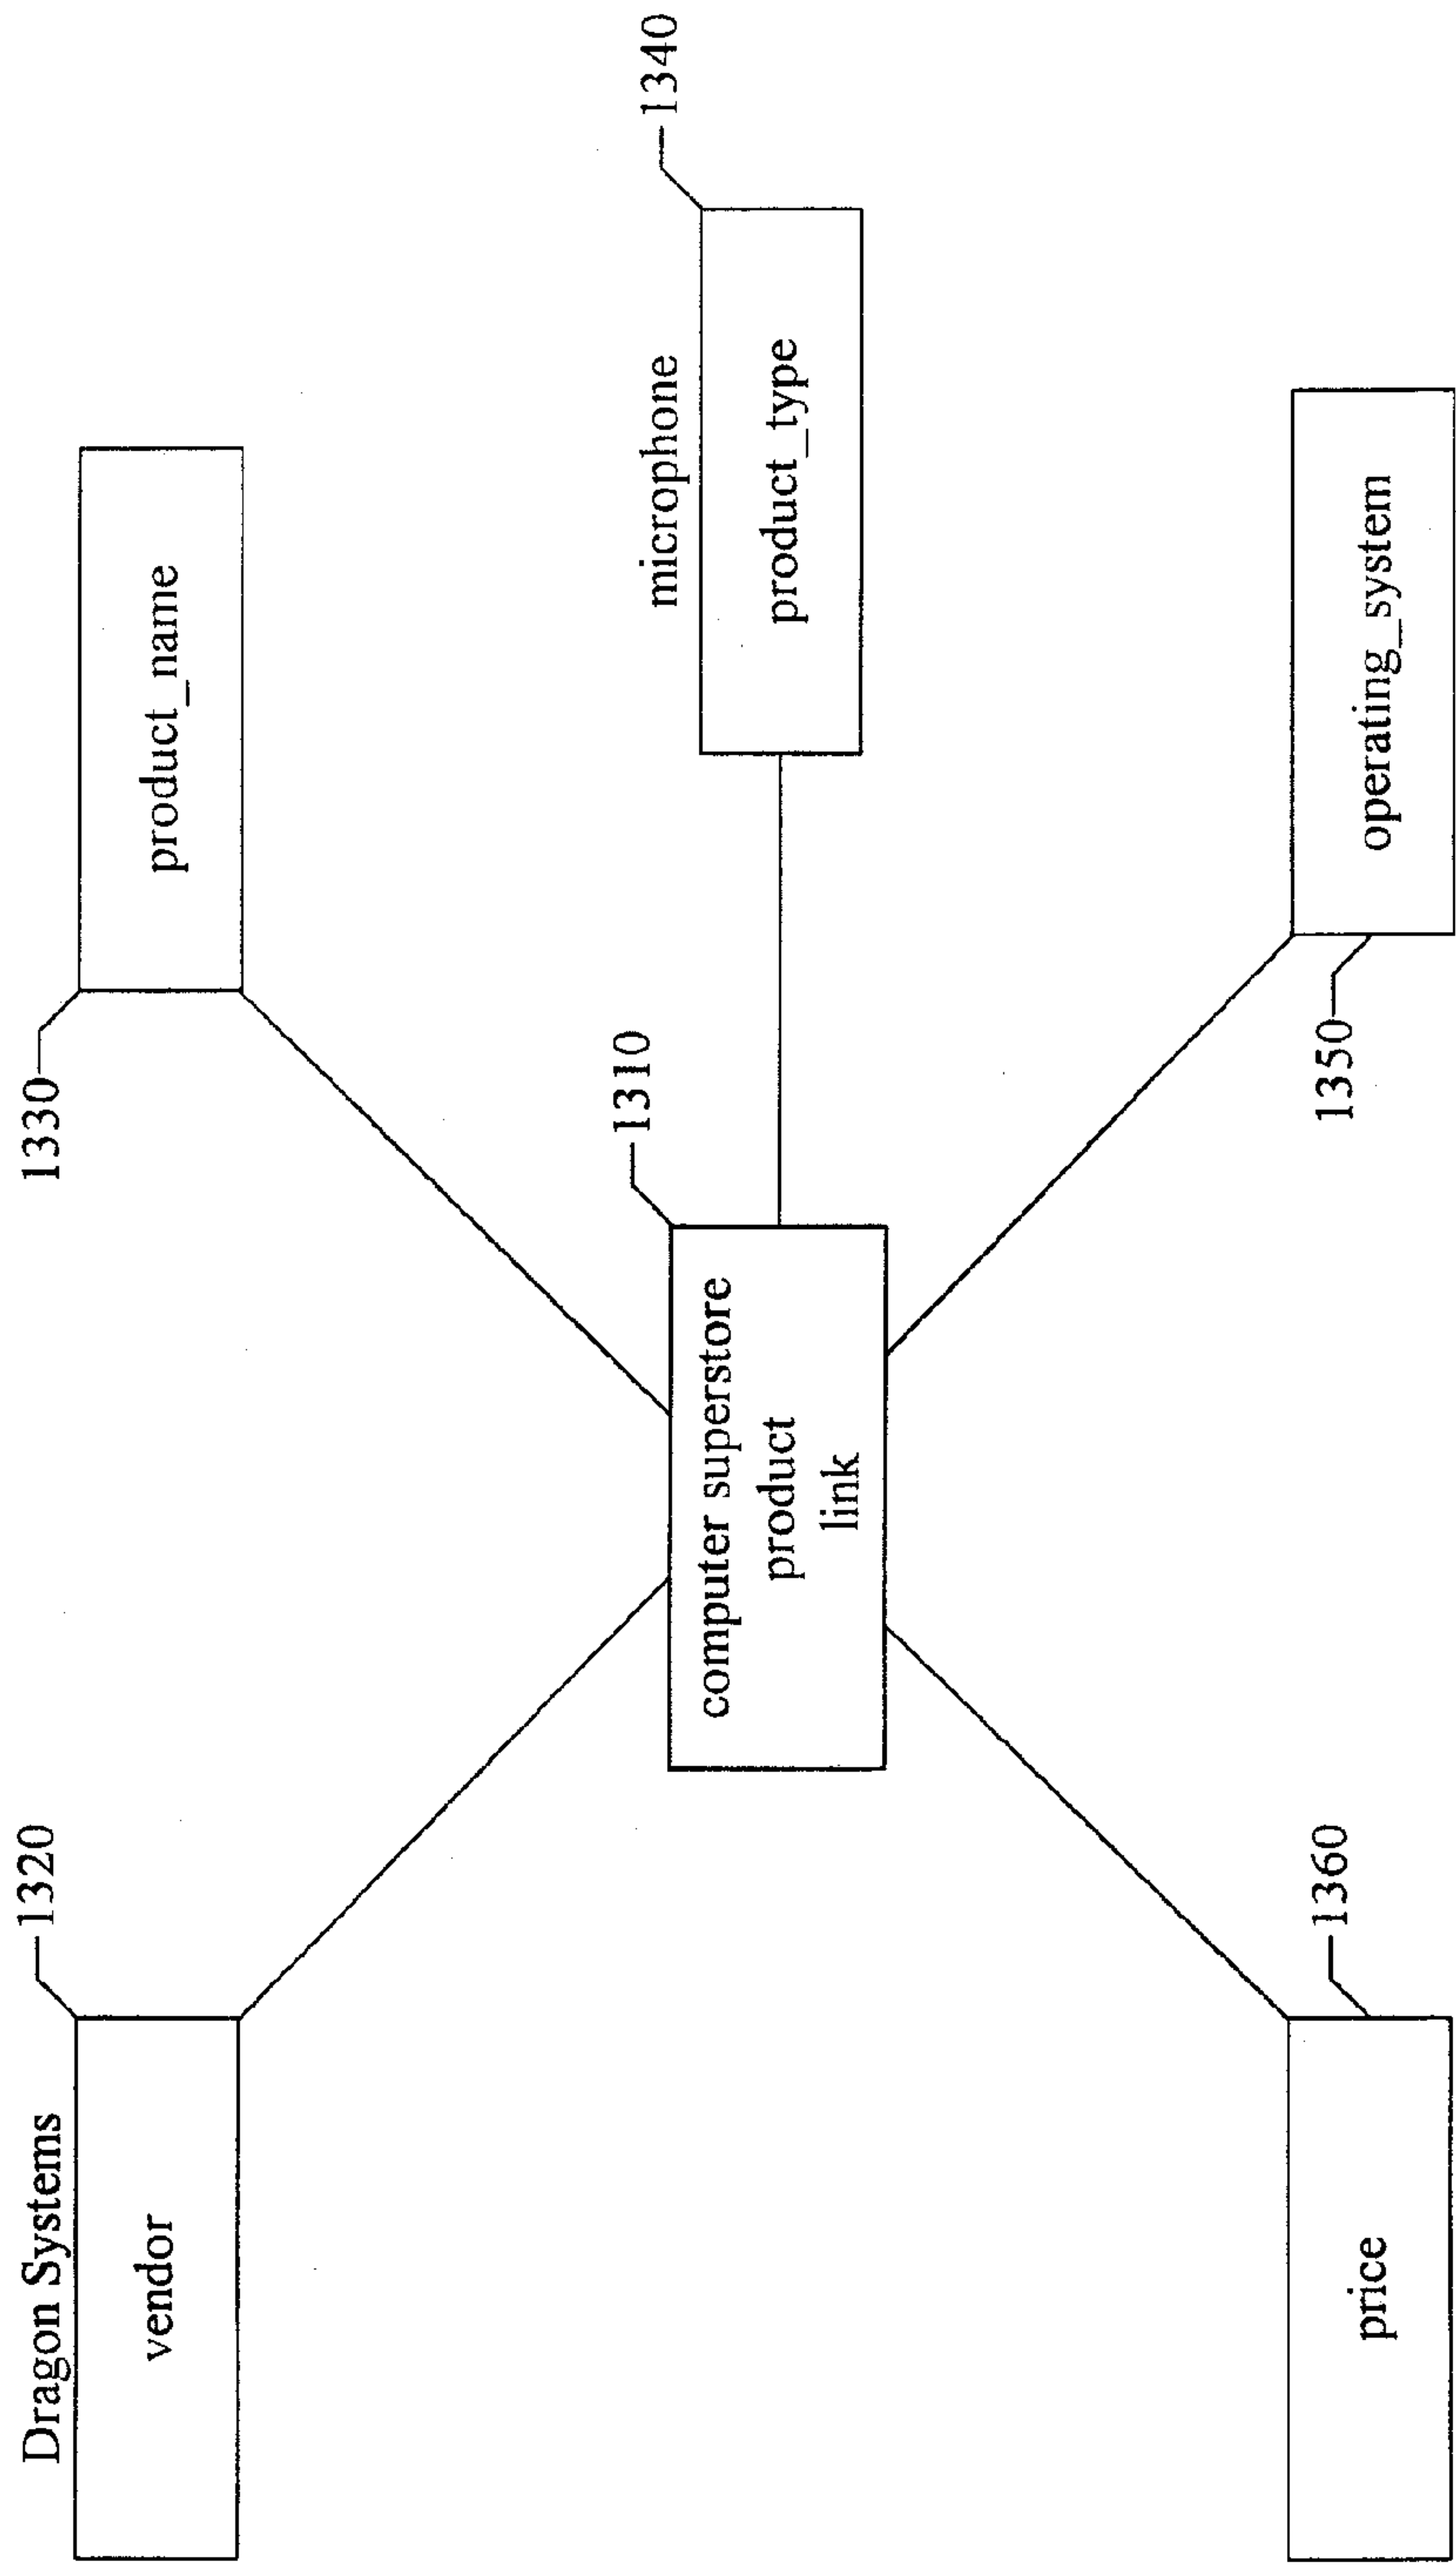 Dragon Systems
1320
vendor
1330
product_name
1310
computer superstore
product
link
microphone
1340
product_type
1360
price
1350
operating_system